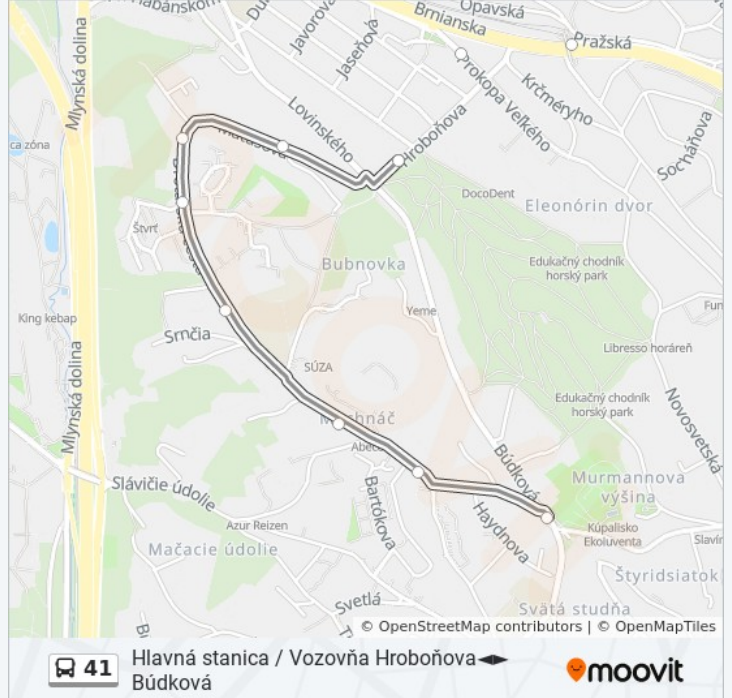 Opavská
Brnianska
Pražská
Javorova
Jaseňová
Mlynská dolina
Prokopa Veľkého
Krčméryho
Lovinského
Hroboňova
Socháňova
ca zóna
DocoDent
Eleonórin dvor
Štvrť
Bubnovka
Edukačný chodník
horský park
King kebap
Yeme
Srnčia
Libresso horáreň
SÚZA
Edukačný chodník
horský park
Mlynská dolina
Novosvetská
Búdková
Murmannova
výšina
Slávičie údolie
Bartókova
Haydnova
Azur Reizen
Kúpalisko
Ekoluventa
Mačacie údolie
Štyridsiatok
Svetlá
Svätá studňa
© OpenStreetMap contributors | © OpenMapTiles
41
Hlavná stanica / Vozovňa Hroboňova◄►
Búdková
moovit